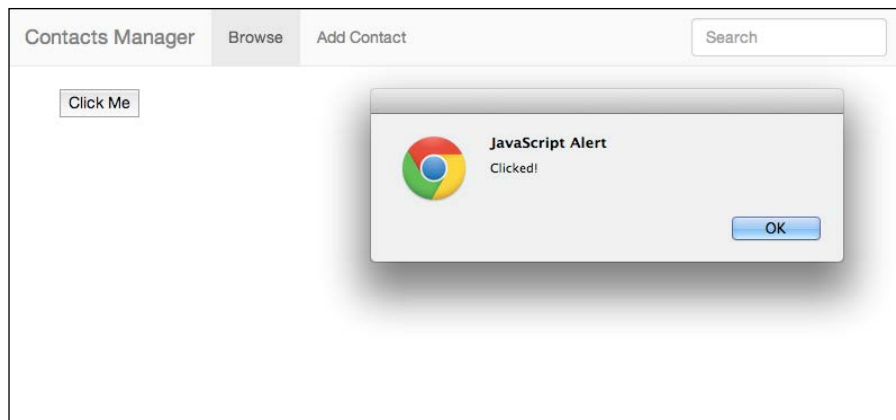 Contacts Manager Browse Add Contact Search
Click Me
JavaScript Alert
Clicked!
OK